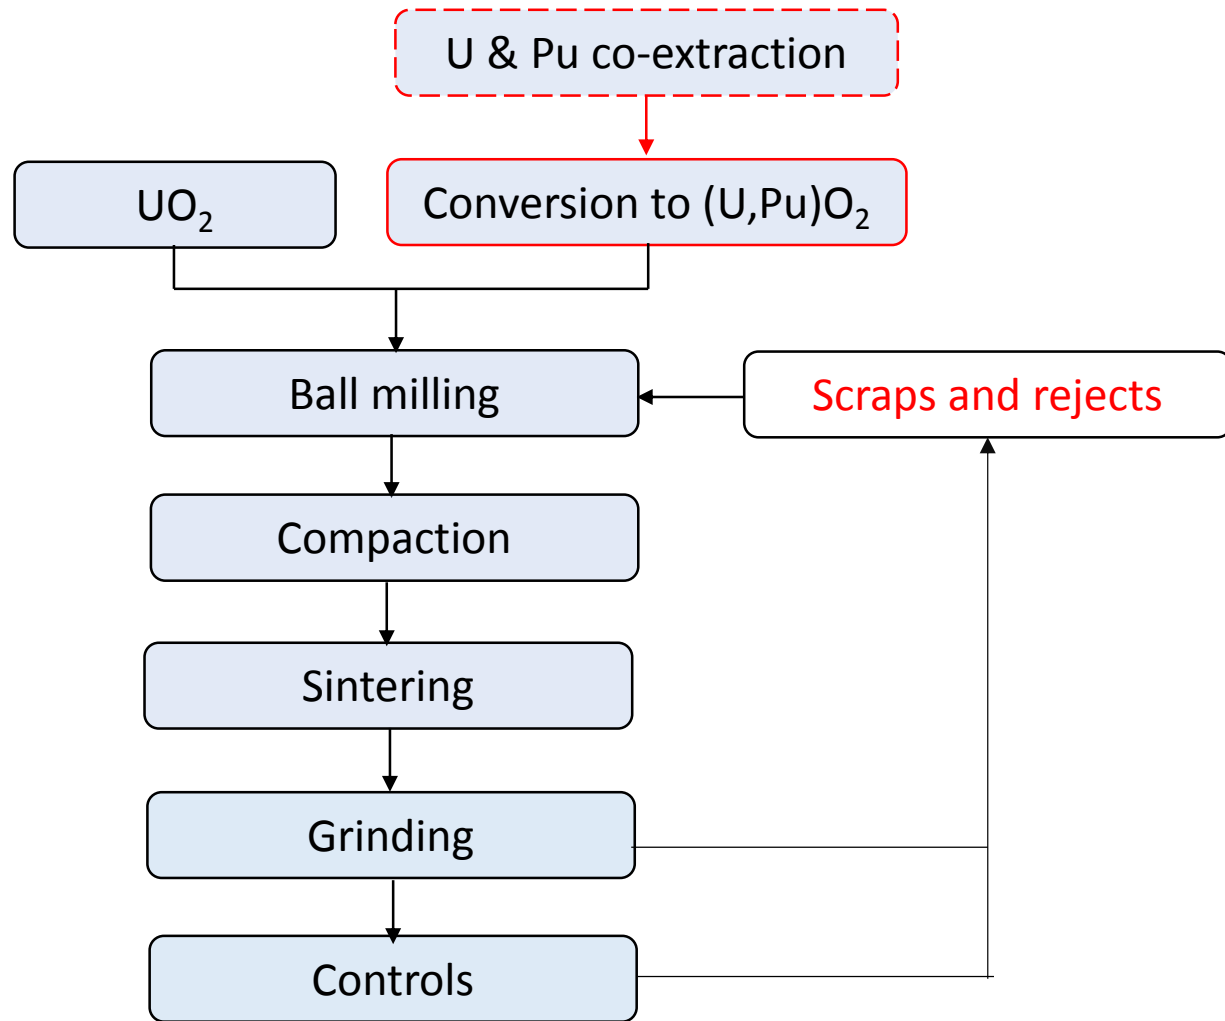 U & Pu co-extraction
UO₂
Conversion to (U,Pu)O₂
Ball milling
Scraps and rejects
Compaction
Sintering
Grinding
Controls